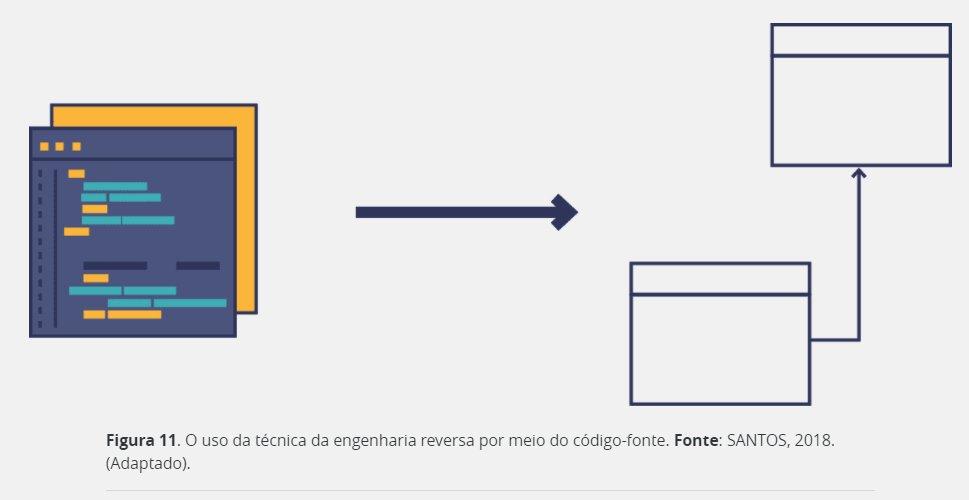 Figura 11. O uso da técnica da engenharia reversa por meio do código-fonte. Fonte: SANTOS, 2018.
(Adaptado).